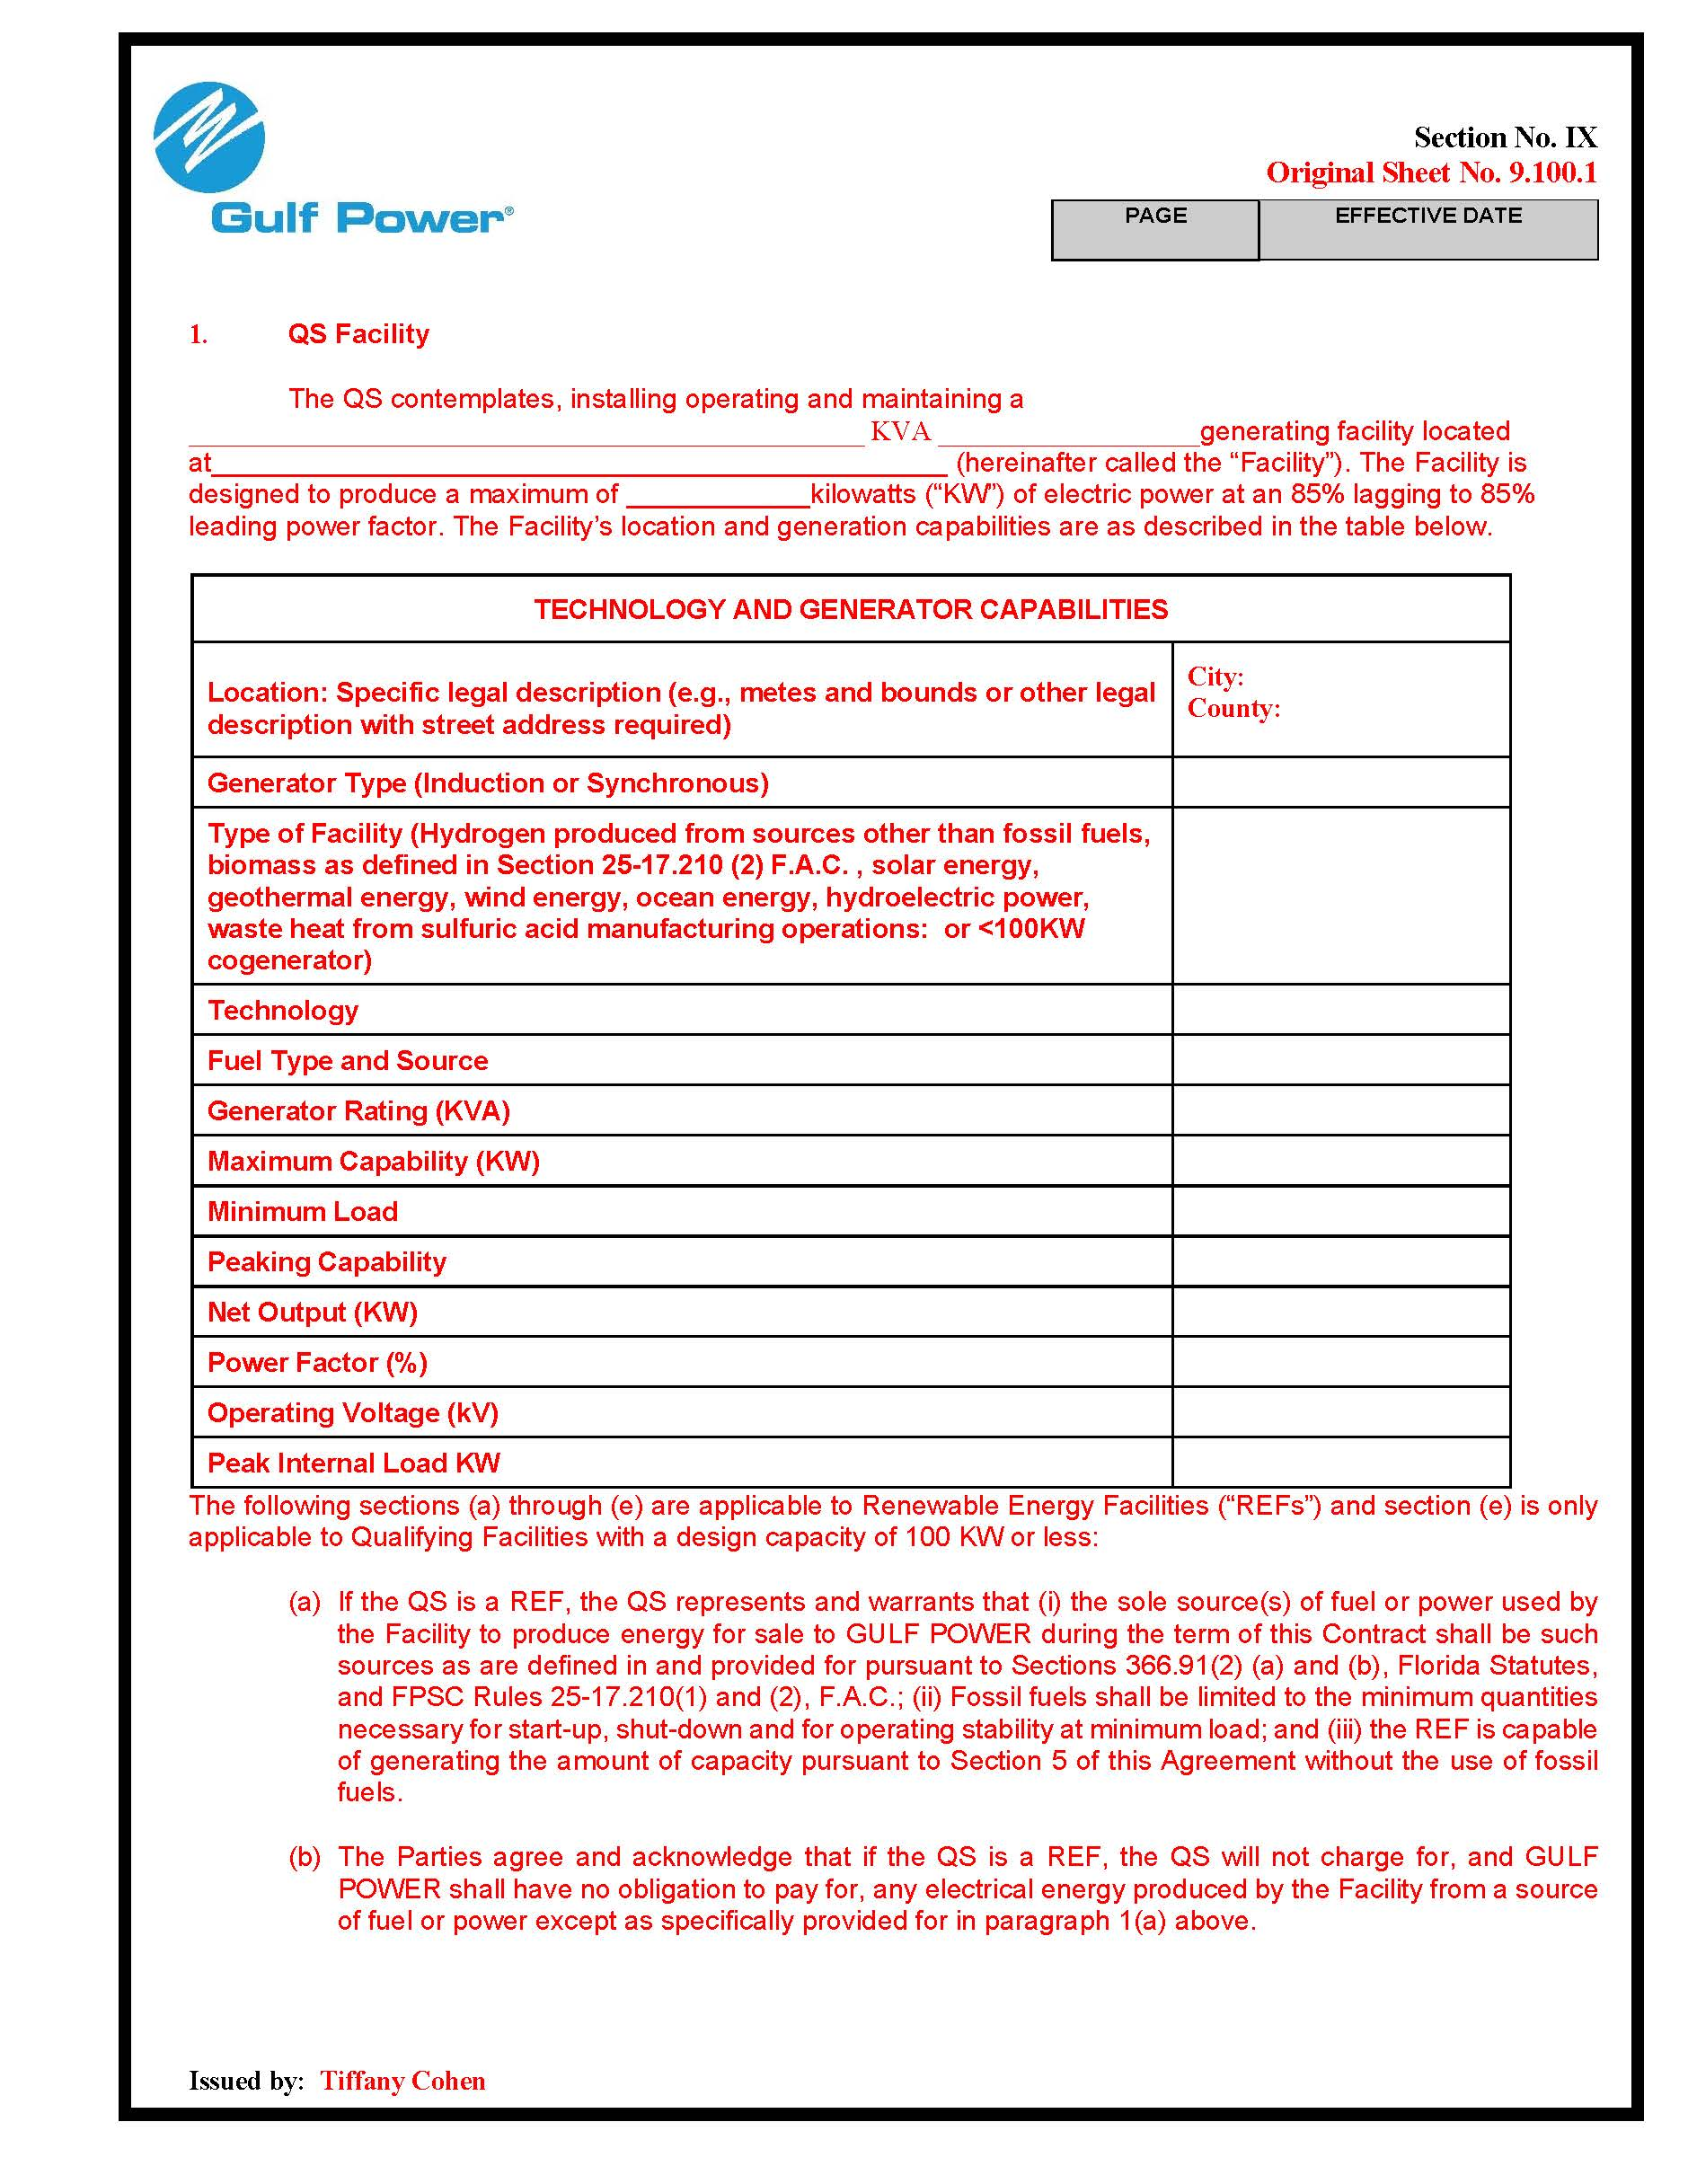 Gulf Power®
Section No. IX
Original Sheet No. 9.100.1
PAGE EFFECTIVE DATE
1. QS Facility
The QS contemplates, installing operating and maintaining a
_______________________________________________ KVA __________________generating facility located
at__________________________________________________ (hereinafter called the “Facility”). The Facility is
designed to produce a maximum of ____________kilowatts (“KW”) of electric power at an 85% lagging to 85%
leading power factor. The Facility’s location and generation capabilities are as described in the table below.
TECHNOLOGY AND GENERATOR CAPABILITIES
Location: Specific legal description (e.g., metes and bounds or other legal
description with street address required)
City:
County:
Generator Type (Induction or Synchronous)
Type of Facility (Hydrogen produced from sources other than fossil fuels,
biomass as defined in Section 25-17.210 (2) F.A.C. , solar energy,
geothermal energy, wind energy, ocean energy, hydroelectric power,
waste heat from sulfuric acid manufacturing operations: or <100KW
cogenerator)
Technology
Fuel Type and Source
Generator Rating (KVA)
Maximum Capability (KW)
Minimum Load
Peaking Capability
Net Output (KW)
Power Factor (%)
Operating Voltage (kV)
Peak Internal Load KW
The following sections (a) through (e) are applicable to Renewable Energy Facilities (“REFs”) and section (e) is only
applicable to Qualifying Facilities with a design capacity of 100 KW or less:
(a) If the QS is a REF, the QS represents and warrants that (i) the sole source(s) of fuel or power used by
the Facility to produce energy for sale to GULF POWER during the term of this Contract shall be such
sources as are defined in and provided for pursuant to Sections 366.91(2) (a) and (b), Florida Statutes,
and FPSC Rules 25-17.210(1) and (2), F.A.C.; (ii) Fossil fuels shall be limited to the minimum quantities
necessary for start-up, shut-down and for operating stability at minimum load; and (iii) the REF is capable
of generating the amount of capacity pursuant to Section 5 of this Agreement without the use of fossil
fuels.
(b) The Parties agree and acknowledge that if the QS is a REF, the QS will not charge for, and GULF
POWER shall have no obligation to pay for, any electrical energy produced by the Facility from a source
of fuel or power except as specifically provided for in paragraph 1(a) above.
Issued by: Tiffany Cohen